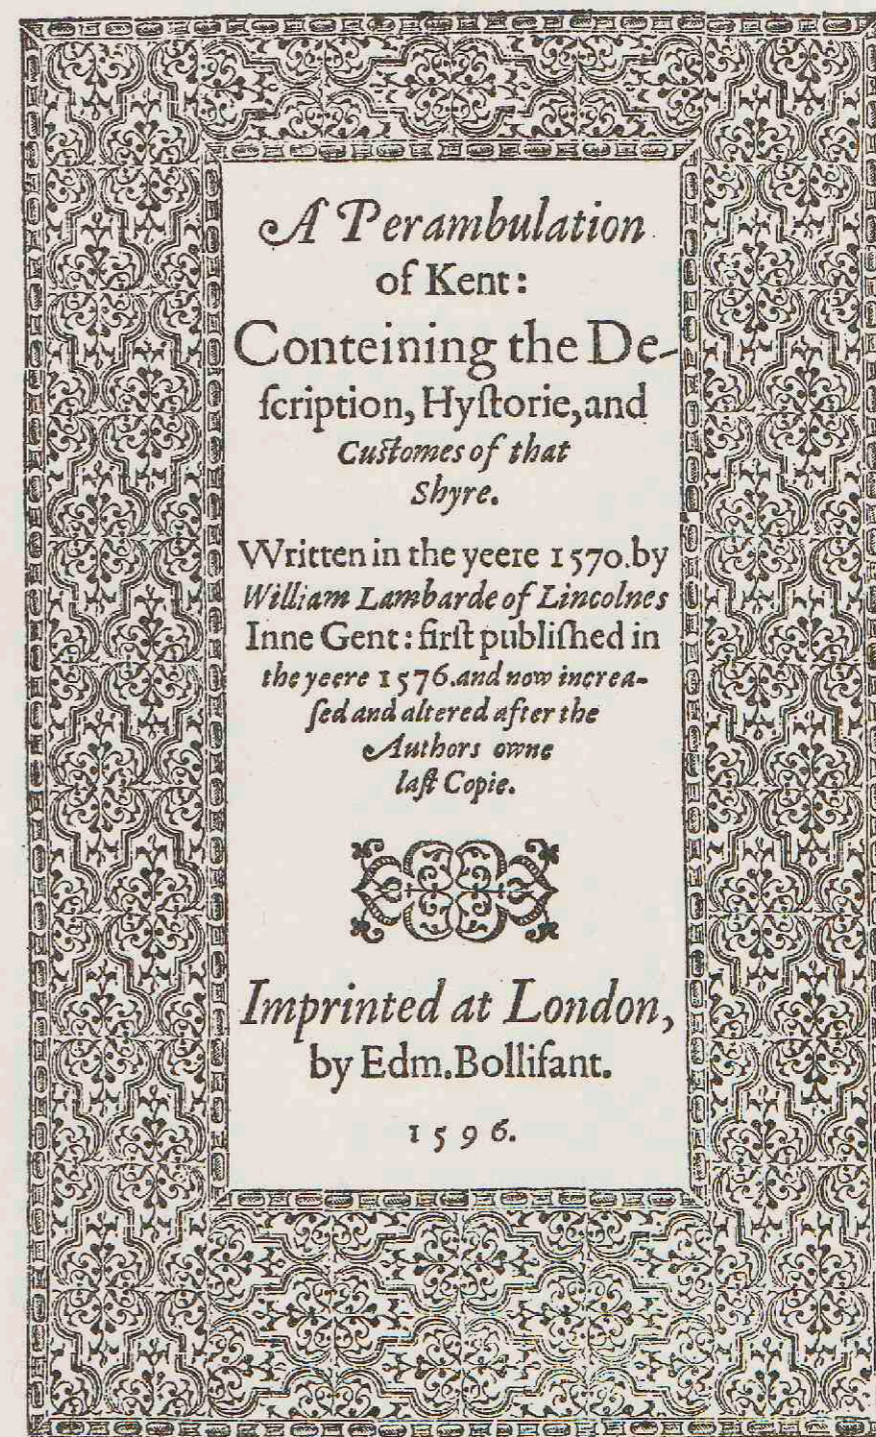 A Perambulation
of Kent:
Conteining the De-
ſcription, Hyſtorie, and
Cuſtomes of that
Shyre.
Written in the yeere 1570. by
William Lambarde of Lincolnes
Inne Gent: firſt publiſhed in
the yeere 1576. and now increa-
ſed and altered after the
Authors owne
laſt Copie.
Imprinted at London,
by Edm. Bollifant.
1596.